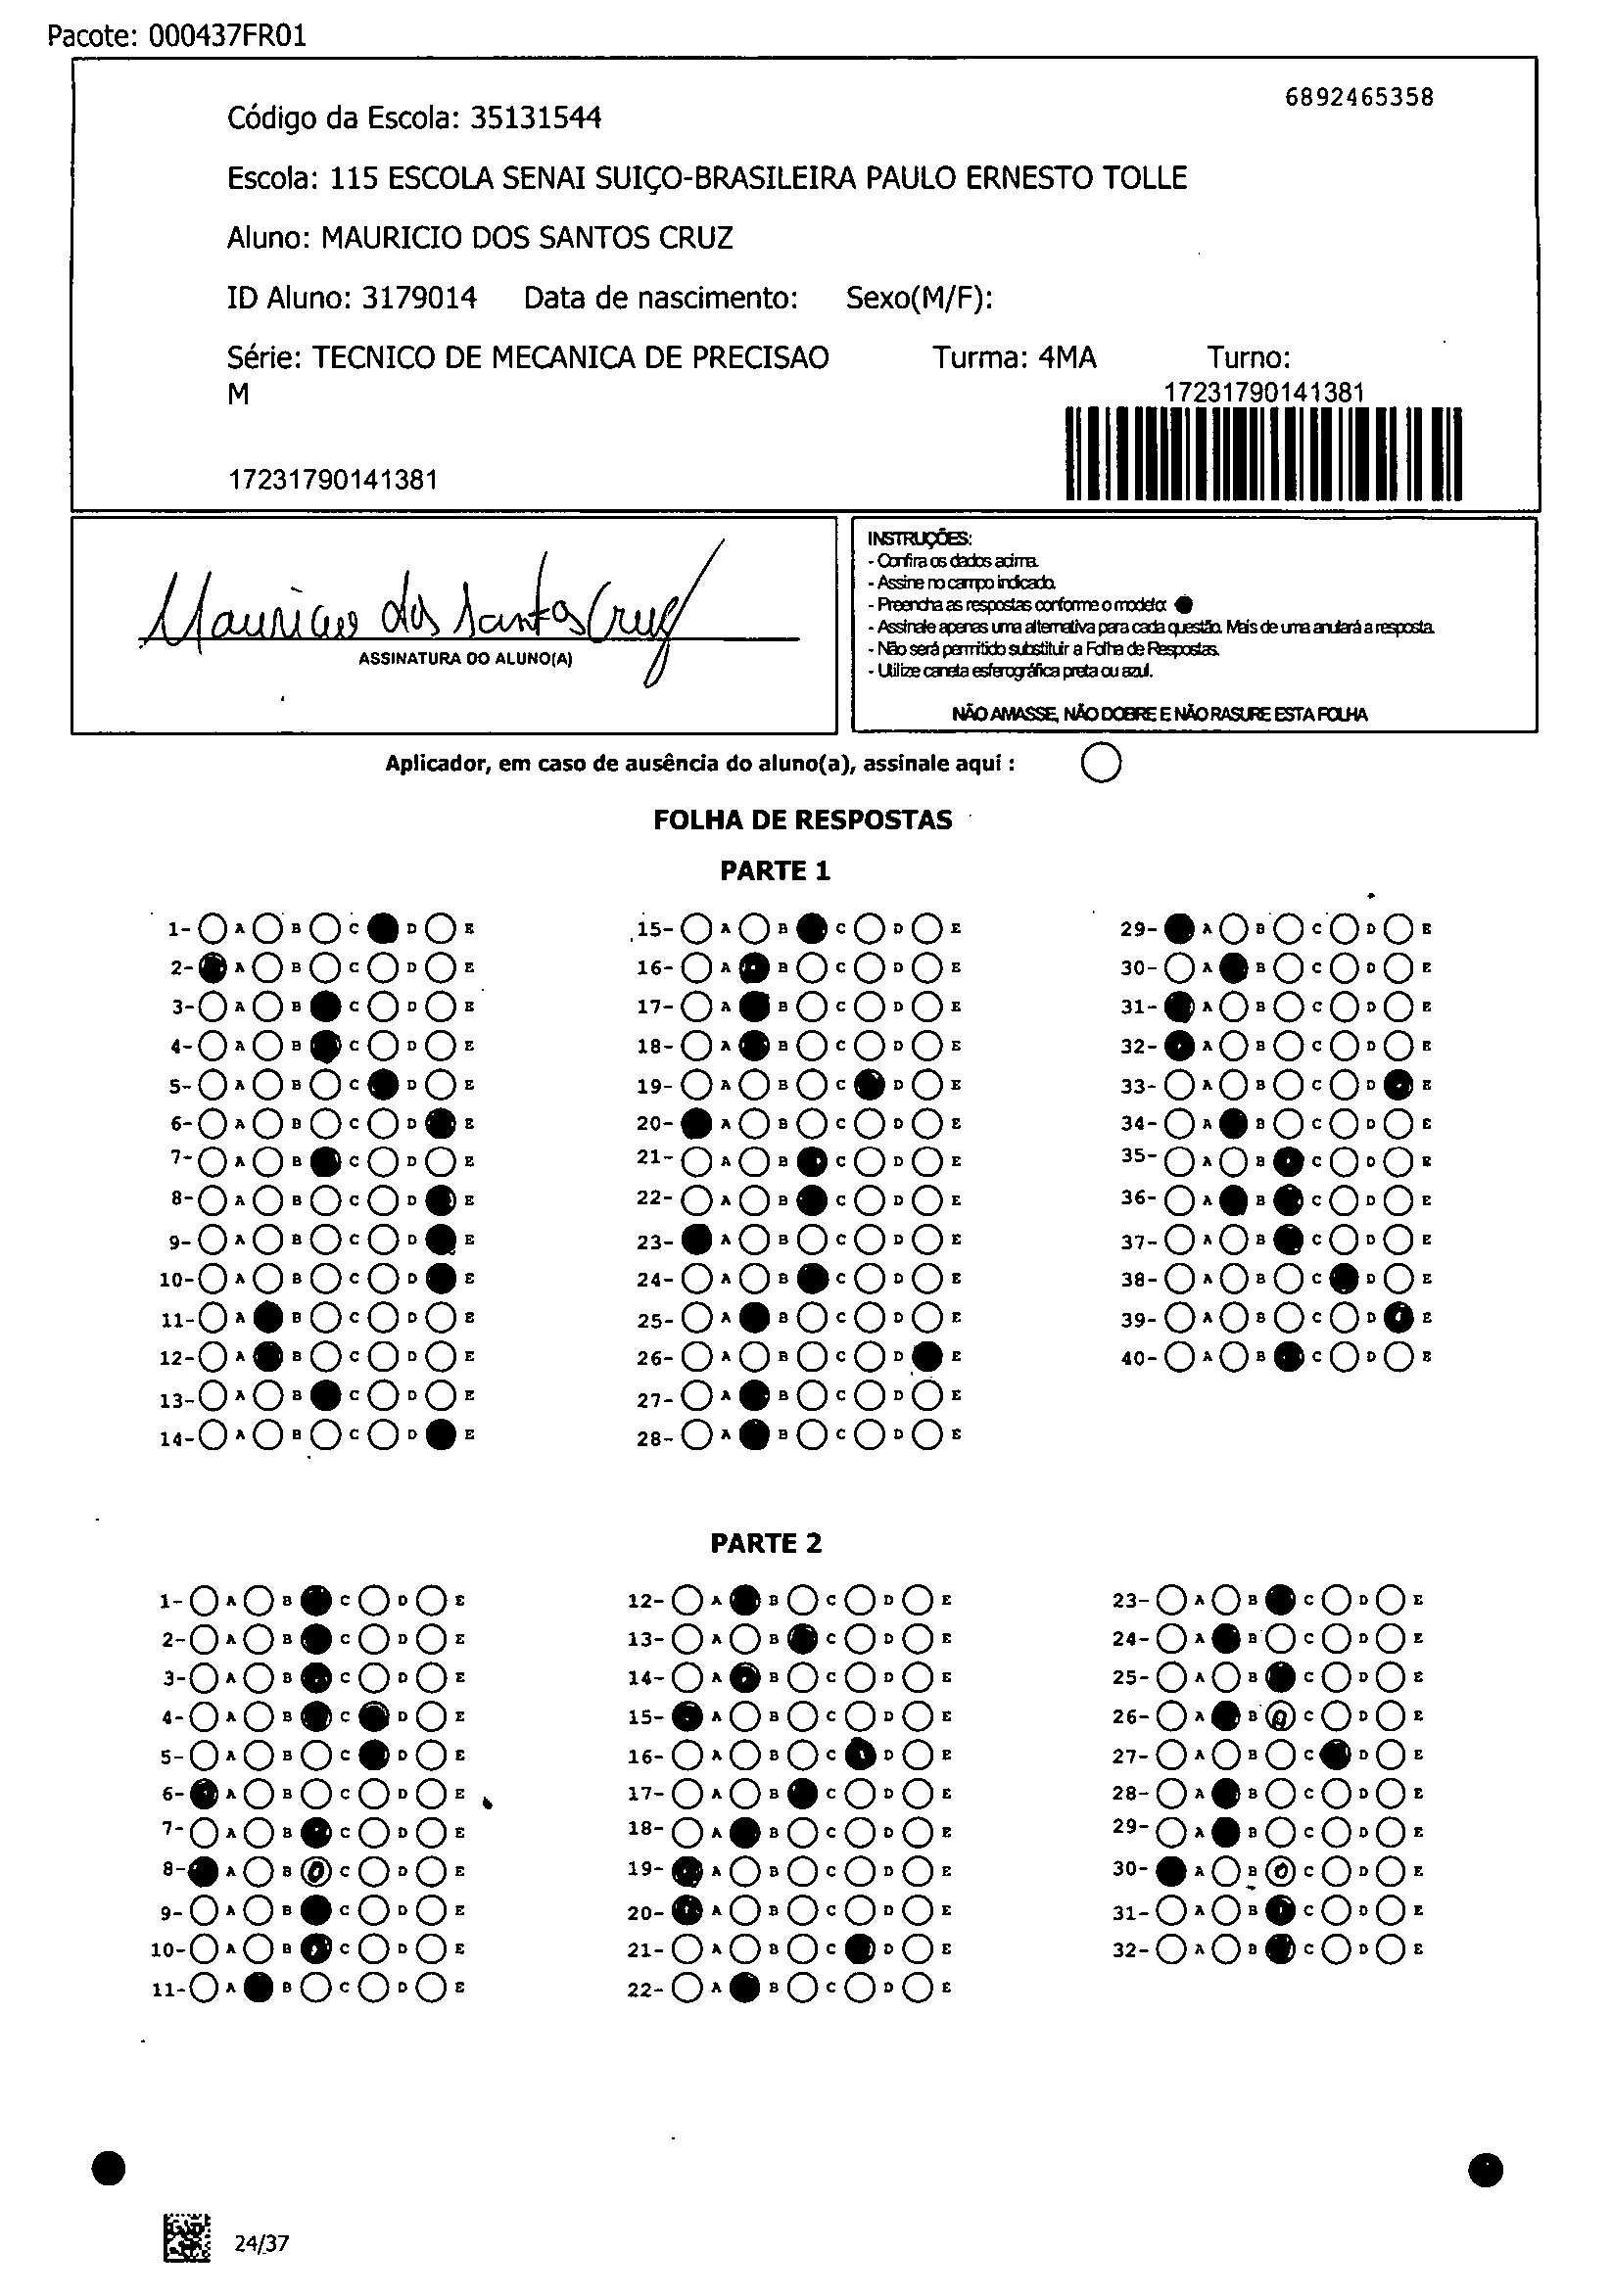 Pacote: 000437FR01
6892465358
Código da Escola: 35131544
Escola: 115 ESCOLA SENAI SUIÇO-BRASILEIRA PAULO ERNESTO TOLLE
Aluno: MAURICIO DOS SANTOS CRUZ
ID Aluno: 3179014 Data de nascimento: Sexo(M/F):
Série: TECNICO DE MECANICA DE PRECISAO Turma: 4MA Turno:
M
17231790141381
17231790141381
Mauricio dos Santos Cruz
ASSINATURA DO ALUNO(A)
INSTRUÇÕES:
- Confira os dados acima.
- Assine no campo indicado.
- Preencha as respostas conforme o modelo:
- Assinale apenas uma alternativa para cada questão. Mais de uma anulará a resposta.
- Não será permitido substituir a Folha de Respostas.
- Utilize caneta esferográfica preta ou azul.
NÃO AMASSE, NÃO DOBRE E NÃO RASURE ESTA FOLHA
Aplicador, em caso de ausência do aluno(a), assinale aqui :
FOLHA DE RESPOSTAS
PARTE 1
1- A B C D E 15- A B C D E 29- A B C D E
2- A B C D E 16- A B C D E 30- A B C D E
3- A B C D E 17- A B C D E 31- A B C D E
4- A B C D E 18- A B C D E 32- A B C D E
5- A B C D E 19- A B C D E 33- A B C D E
6- A B C D E 20- A B C D E 34- A B C D E
7- A B C D E 21- A B C D E 35- A B C D E
8- A B C D E 22- A B C D E 36- A B C D E
9- A B C D E 23- A B C D E 37- A B C D E
10- A B C D E 24- A B C D E 38- A B C D E
11- A B C D E 25- A B C D E 39- A B C D E
12- A B C D E 26- A B C D E 40- A B C D E
13- A B C D E 27- A B C D E
14- A B C D E 28- A B C D E
PARTE 2
1- A B C D E 12- A B C D E 23- A B C D E
2- A B C D E 13- A B C D E 24- A B C D E
3- A B C D E 14- A B C D E 25- A B C D E
4- A B C D E 15- A B C D E 26- A B C D E
5- A B C D E 16- A B C D E 27- A B C D E
6- A B C D E 17- A B C D E 28- A B C D E
7- A B C D E 18- A B C D E 29- A B C D E
8- A B C D E 19- A B C D E 30- A B C D E
9- A B C D E 20- A B C D E 31- A B C D E
10- A B C D E 21- A B C D E 32- A B C D E
11- A B C D E 22- A B C D E
24/37